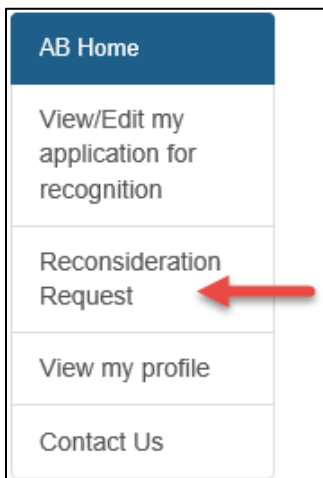 AB Home
View/Edit my
application for
recognition
Reconsideration
Request
View my profile
Contact Us